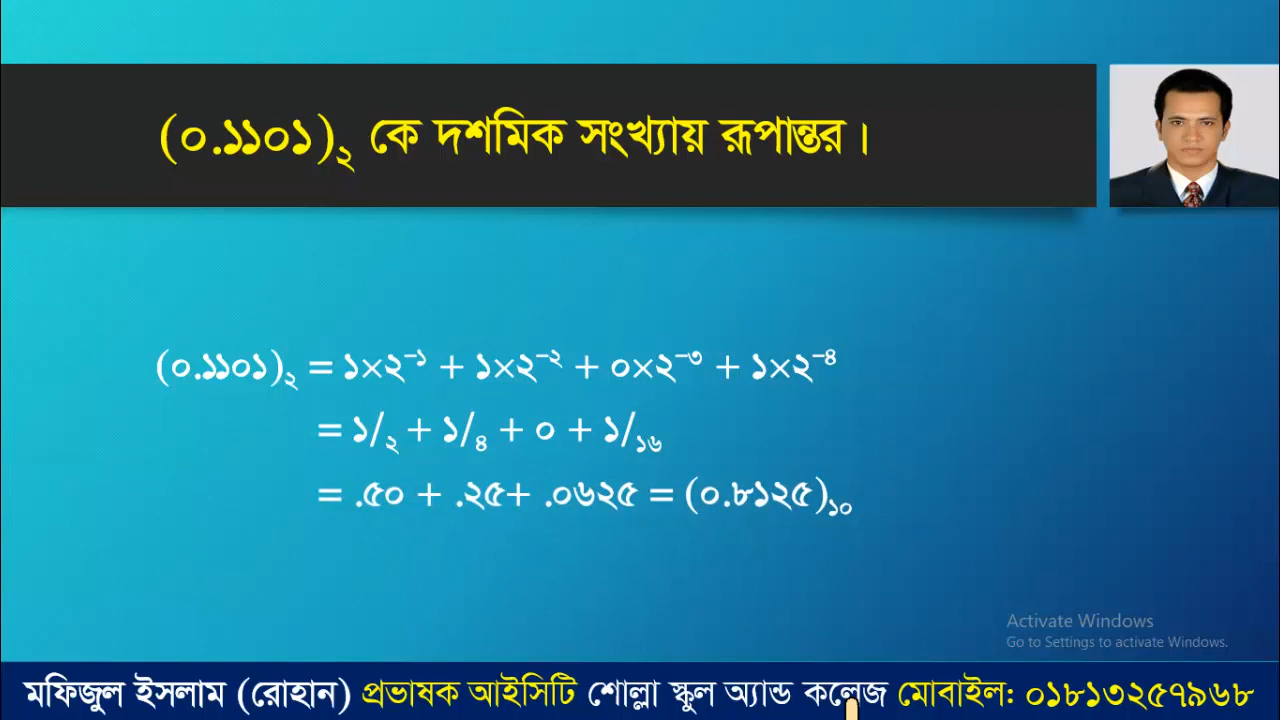 (০.১১০১)₂ কে দশমিক সংখ্যায় রূপান্তর।
(০.১১০১)₂ = ১×২⁻¹ + ১×২⁻² + ০×২⁻³ + ১×২⁻⁴
= ১/₂ + ১/₄ + ০ + ১/₁₆
= .৫০ + .২৫+ .০৬২৫ = (০.৮১২৫)₁₀
Activate Windows
Go to Settings to activate Windows.
মফিজুল ইসলাম (রোহান) প্রভাষক আইসিটি শোল্লা স্কুল অ্যান্ড কলেজ মোবাইল: ০১৮১৩২৫৭৯৬৮